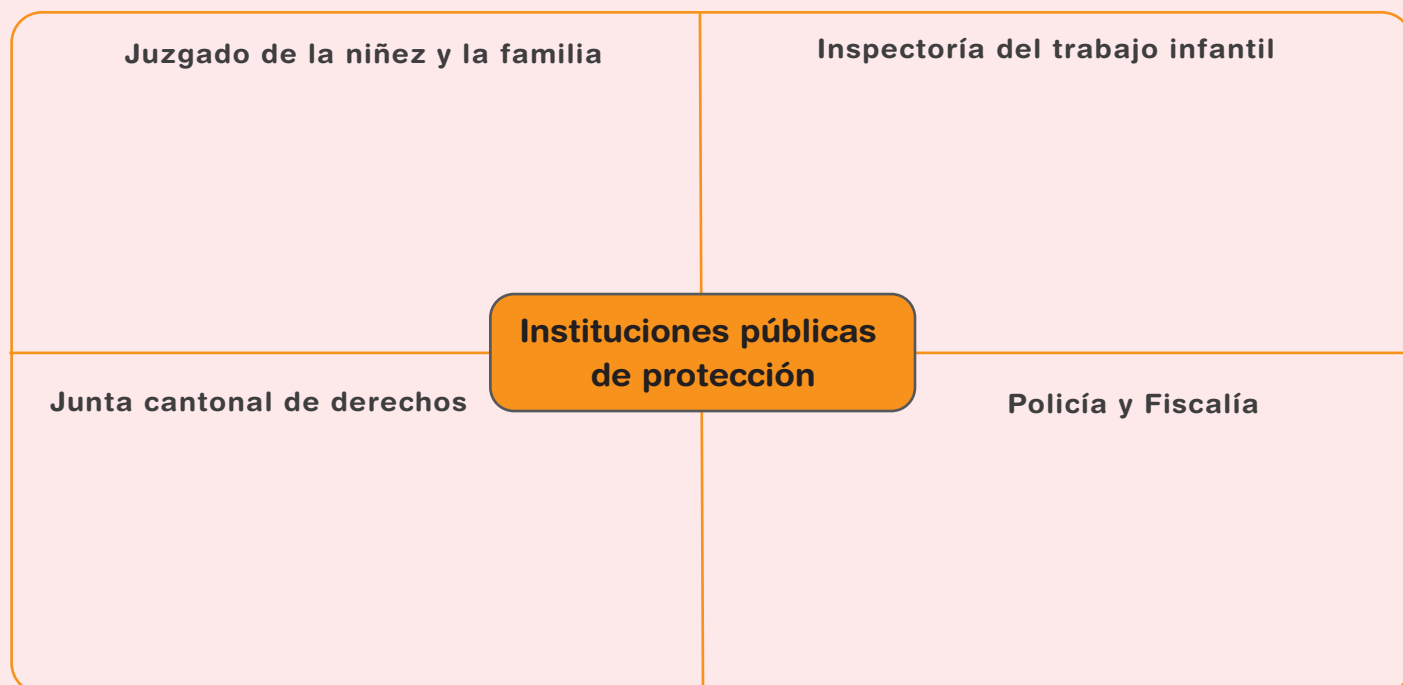 Juzgado de la niñez y la familia
Inspectoría del trabajo infantil
Instituciones públicas
de protección
Junta cantonal de derechos
Policía y Fiscalía